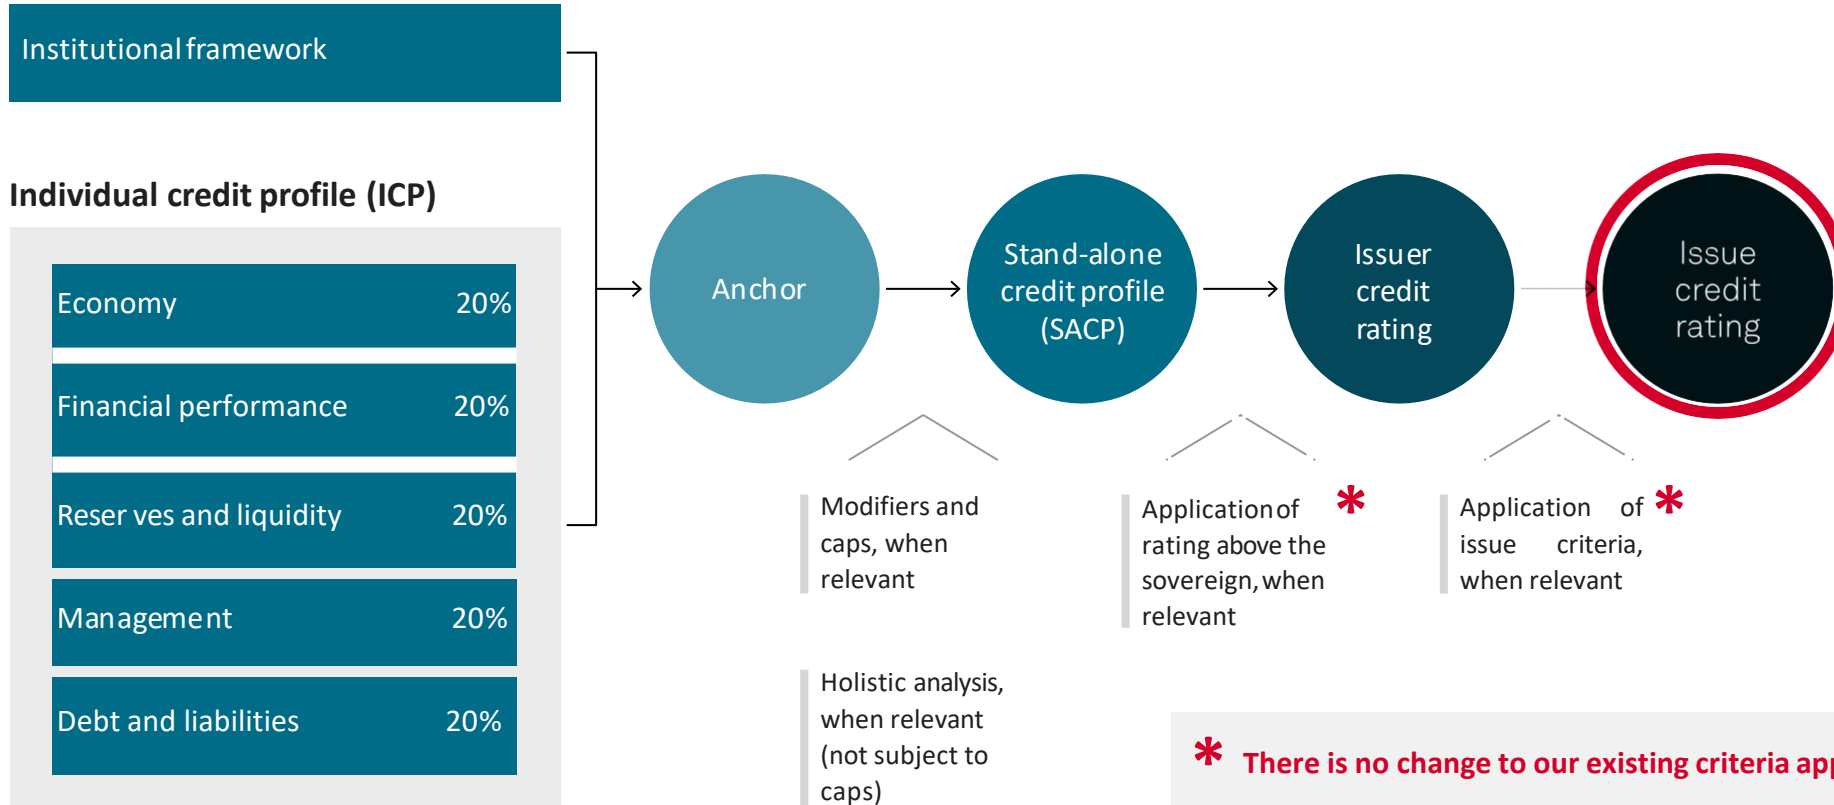 Institutional framework
Individual credit profile (ICP)
Economy 20%
Financial performance 20%
Reser ves and liquidity 20%
Management 20%
Debt and liabilities 20%
Anchor
Stand-alone
credit profile
(SACP)
Issuer
credit
rating
Issue
credit
rating
Modifiers and
caps, when
relevant
Holistic analysis,
when relevant
(not subject to
caps)
Application of *
rating above the
sovereign, when
relevant
Application of *
issue criteria,
when relevant
* There is no change to our existing criteria